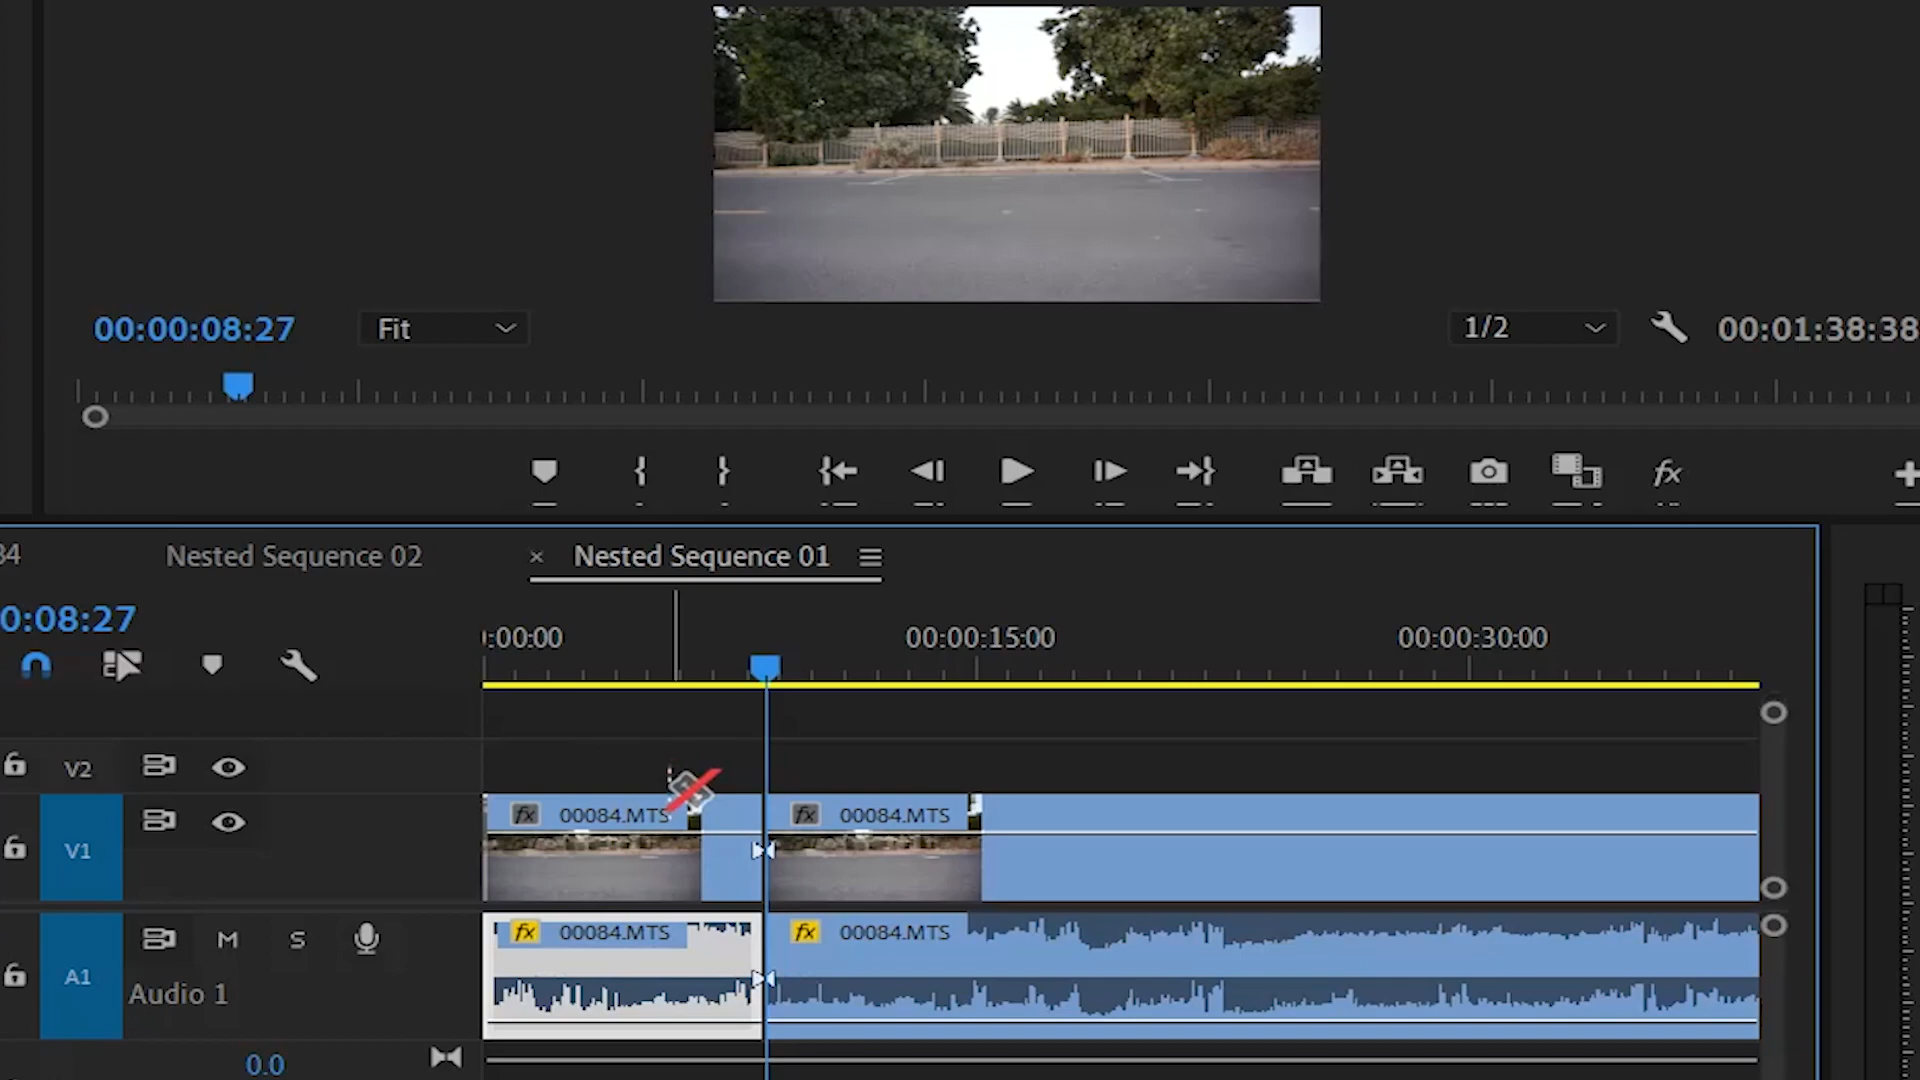 00:00:08:27
Fit
1/2
00:01:38:38
fx
34
Nested Sequence 02
× Nested Sequence 01
0:08:27
:00:00
00:00:15:00
00:00:30:00
V2
fx 00084.MTS
fx 00084.MTS
V1
fx 00084.MTS
fx 00084.MTS
M
S
A1
Audio 1
0.0